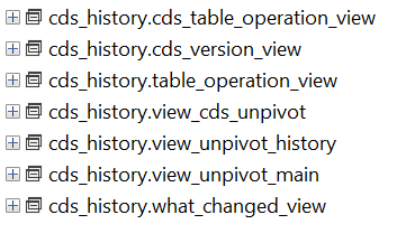 cds_history.cds_table_operation_view
cds_history.cds_version_view
cds_history.table_operation_view
cds_history.view_cds_unpivot
cds_history.view_unpivot_history
cds_history.view_unpivot_main
cds_history.what_changed_view